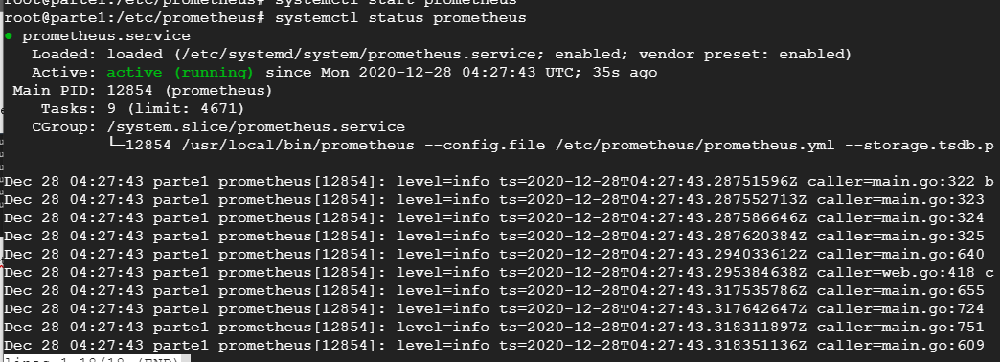 root@parte1:/etc/prometheus# systemctl start prometheus
root@parte1:/etc/prometheus# systemctl status prometheus
● prometheus.service
   Loaded: loaded (/etc/systemd/system/prometheus.service; enabled; vendor preset: enabled)
   Active: active (running) since Mon 2020-12-28 04:27:43 UTC; 35s ago
 Main PID: 12854 (prometheus)
    Tasks: 9 (limit: 4671)
   CGroup: /system.slice/prometheus.service
           └─12854 /usr/local/bin/prometheus --config.file /etc/prometheus/prometheus.yml --storage.tsdb.p
Dec 28 04:27:43 parte1 prometheus[12854]: level=info ts=2020-12-28T04:27:43.28751596Z caller=main.go:322 b
Dec 28 04:27:43 parte1 prometheus[12854]: level=info ts=2020-12-28T04:27:43.287552713Z caller=main.go:323
Dec 28 04:27:43 parte1 prometheus[12854]: level=info ts=2020-12-28T04:27:43.287586646Z caller=main.go:324
Dec 28 04:27:43 parte1 prometheus[12854]: level=info ts=2020-12-28T04:27:43.287620384Z caller=main.go:325
Dec 28 04:27:43 parte1 prometheus[12854]: level=info ts=2020-12-28T04:27:43.294033612Z caller=main.go:640
Dec 28 04:27:43 parte1 prometheus[12854]: level=info ts=2020-12-28T04:27:43.295384638Z caller=web.go:418 c
Dec 28 04:27:43 parte1 prometheus[12854]: level=info ts=2020-12-28T04:27:43.317535786Z caller=main.go:655
Dec 28 04:27:43 parte1 prometheus[12854]: level=info ts=2020-12-28T04:27:43.317642647Z caller=main.go:724
Dec 28 04:27:43 parte1 prometheus[12854]: level=info ts=2020-12-28T04:27:43.318311897Z caller=main.go:751
Dec 28 04:27:43 parte1 prometheus[12854]: level=info ts=2020-12-28T04:27:43.318351136Z caller=main.go:609
lines 1-19/19 (END)